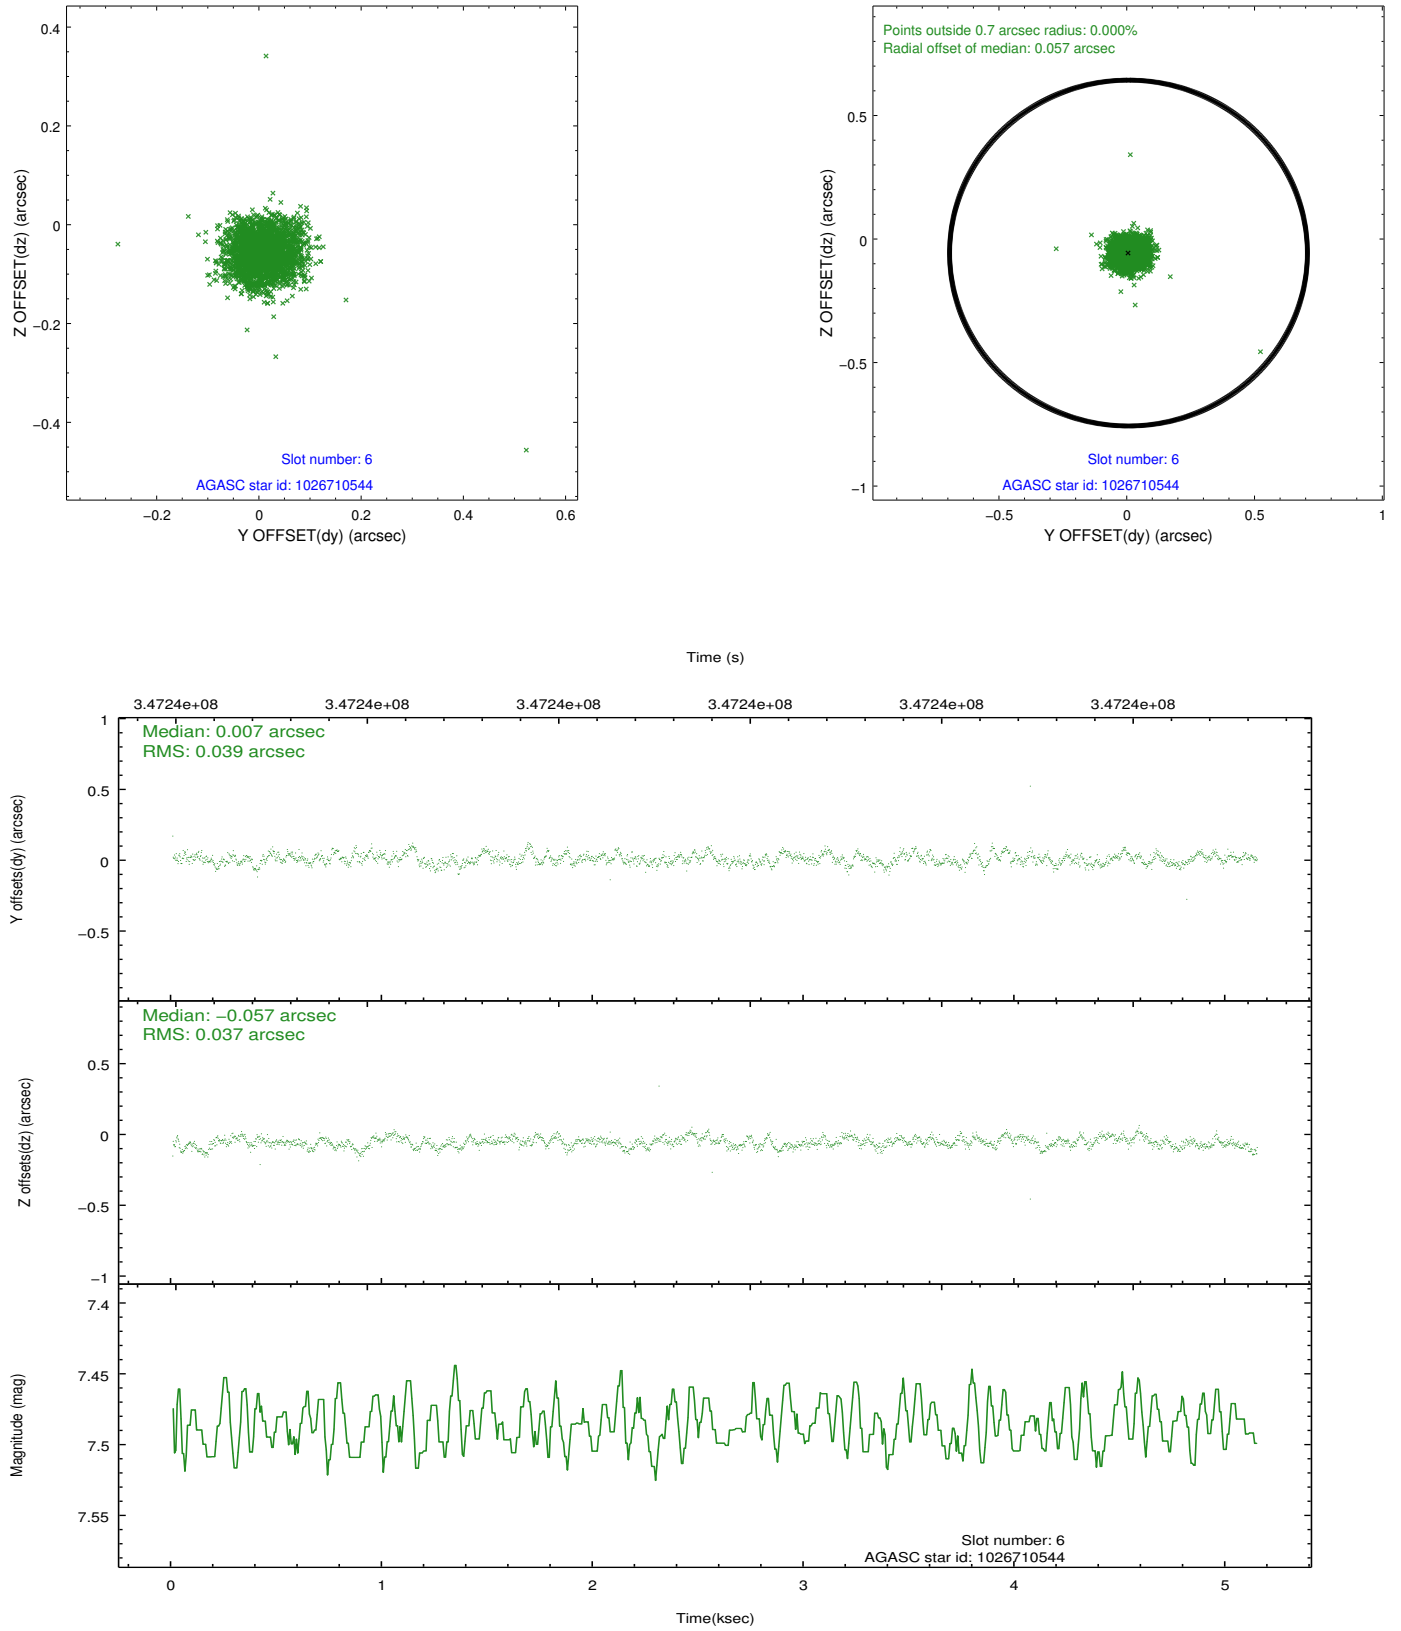 0.4
0.2
0
−0.2
−0.4
Z OFFSET(dz) (arcsec)
Slot number: 6
AGASC star id: 1026710544
−0.2 0 0.2 0.4 0.6
Y OFFSET(dy) (arcsec)
Points outside 0.7 arcsec radius: 0.000%
Radial offset of median: 0.057 arcsec
0.5
0
−0.5
−1
Z OFFSET(dz) (arcsec)
Slot number: 6
AGASC star id: 1026710544
−0.5 0 0.5 1
Y OFFSET(dy) (arcsec)
Time (s)
3.4724e+08 3.4724e+08 3.4724e+08 3.4724e+08 3.4724e+08 3.4724e+08
Median: 0.007 arcsec
RMS: 0.039 arcsec
1
0.5
0
−0.5
Y offsets(dy) (arcsec)
Median: −0.057 arcsec
RMS: 0.037 arcsec
0.5
0
−0.5
−1
Z offsets(dz) (arcsec)
7.4
7.45
7.5
7.55
Magnitude (mag)
Slot number: 6
AGASC star id: 1026710544
0 1 2 3 4 5
Time(ksec)